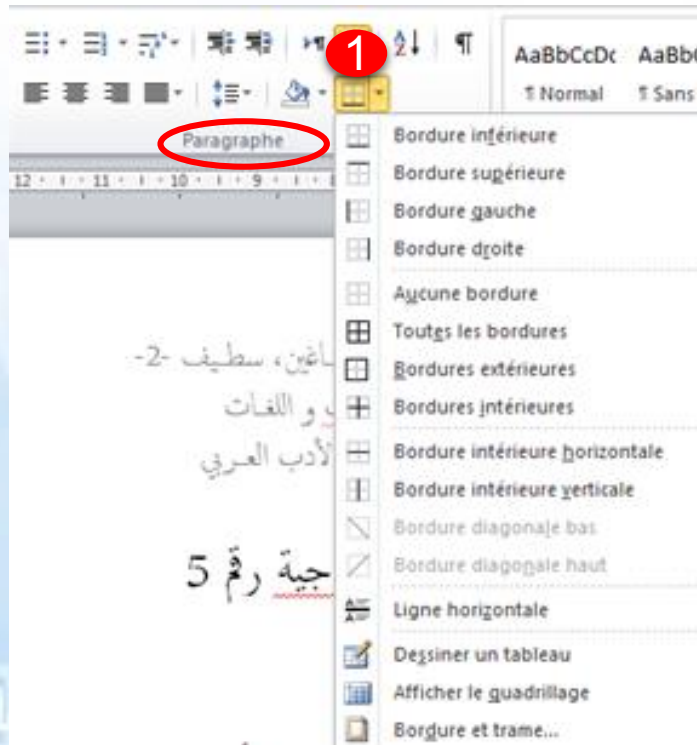 1
AaBbCcDc AaBb
¶ Normal ¶ Sans
Paragraphe
12 · 11 · 10 · 9 ·
Bordure inférieure
Bordure supérieure
Bordure gauche
Bordure droite
Aucune bordure
Toutes les bordures
Bordures extérieures
Bordures intérieures
Bordure intérieure horizontale
Bordure intérieure verticale
Bordure diagonale bas
Bordure diagonale haut
Ligne horizontale
Dessiner un tableau
Afficher le quadrillage
Bordure et trame...
سطيف -2-
و اللغات
الأدب العربي
رقم 5